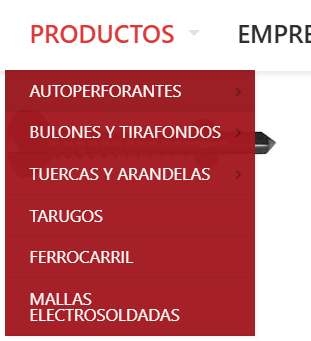 PRODUCTOS EMPRE
AUTOPERFORANTES
BULONES Y TIRAFONDOS
TUERCAS Y ARANDELAS
TARUGOS
FERROCARRIL
MALLAS
ELECTROSOLDADAS